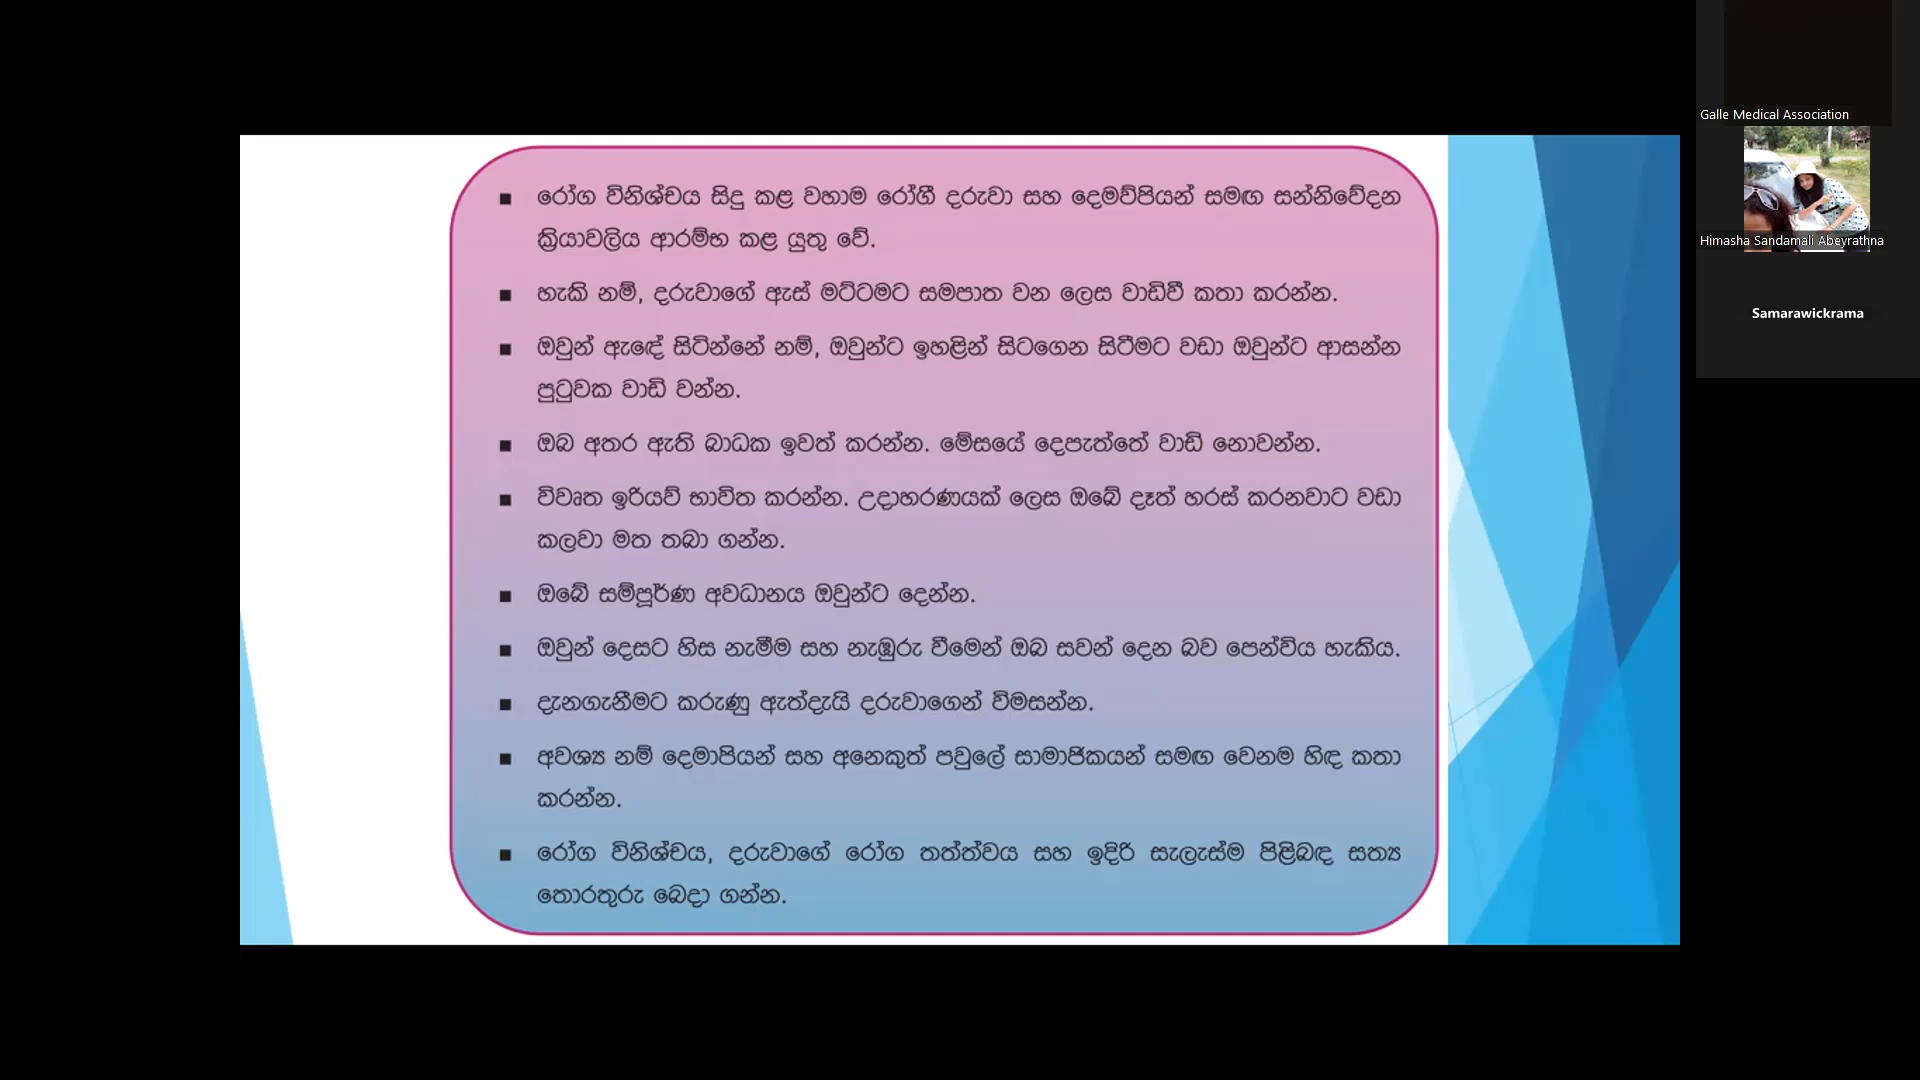 රෝග විනිශ්චය සිදු කළ වහාම රෝගී දරුවා සහ දෙමව්පියන් සමඟ සන්නිවේදන
ක්‍රියාවලිය ආරම්භ කළ යුතු වේ.
හැකි නම්, දරුවාගේ ඇස් මට්ටමට සමපාත වන ලෙස වාඩිවී කතා කරන්න.
ඔවුන් ඇඳේ සිටින්නේ නම්, ඔවුන්ට ඉහළින් සිටගෙන සිටීමට වඩා ඔවුන්ට ආසන්න
පුටුවක වාඩි වන්න.
ඔබ අතර ඇති බාධක ඉවත් කරන්න. මේසයේ දෙපැත්තේ වාඩි නොවන්න.
විවෘත ඉරියව් භාවිත කරන්න. උදාහරණයක් ලෙස ඔබේ දෑත් හරස් කරනවාට වඩා
කලවා මත තබා ගන්න.
ඔබේ සම්පූර්ණ අවධානය ඔවුන්ට දෙන්න.
ඔවුන් දෙසට හිස නැමීම සහ නැඹුරු වීමෙන් ඔබ සවන් දෙන බව පෙන්විය හැකිය.
දැනගැනීමට කරුණු ඇත්දැයි දරුවාගෙන් විමසන්න.
අවශ්‍ය නම් දෙමාපියන් සහ අනෙකුත් පවුලේ සාමාජිකයන් සමඟ වෙනම හිඳ කතා
කරන්න.
රෝග විනිශ්චය, දරුවාගේ රෝග තත්ත්වය සහ ඉදිරි සැලැස්ම පිළිබඳ සත්‍ය
තොරතුරු බෙදා ගන්න.
Galle Medical Association
Himasha Sandamali Abeyrathna
Samarawickrama